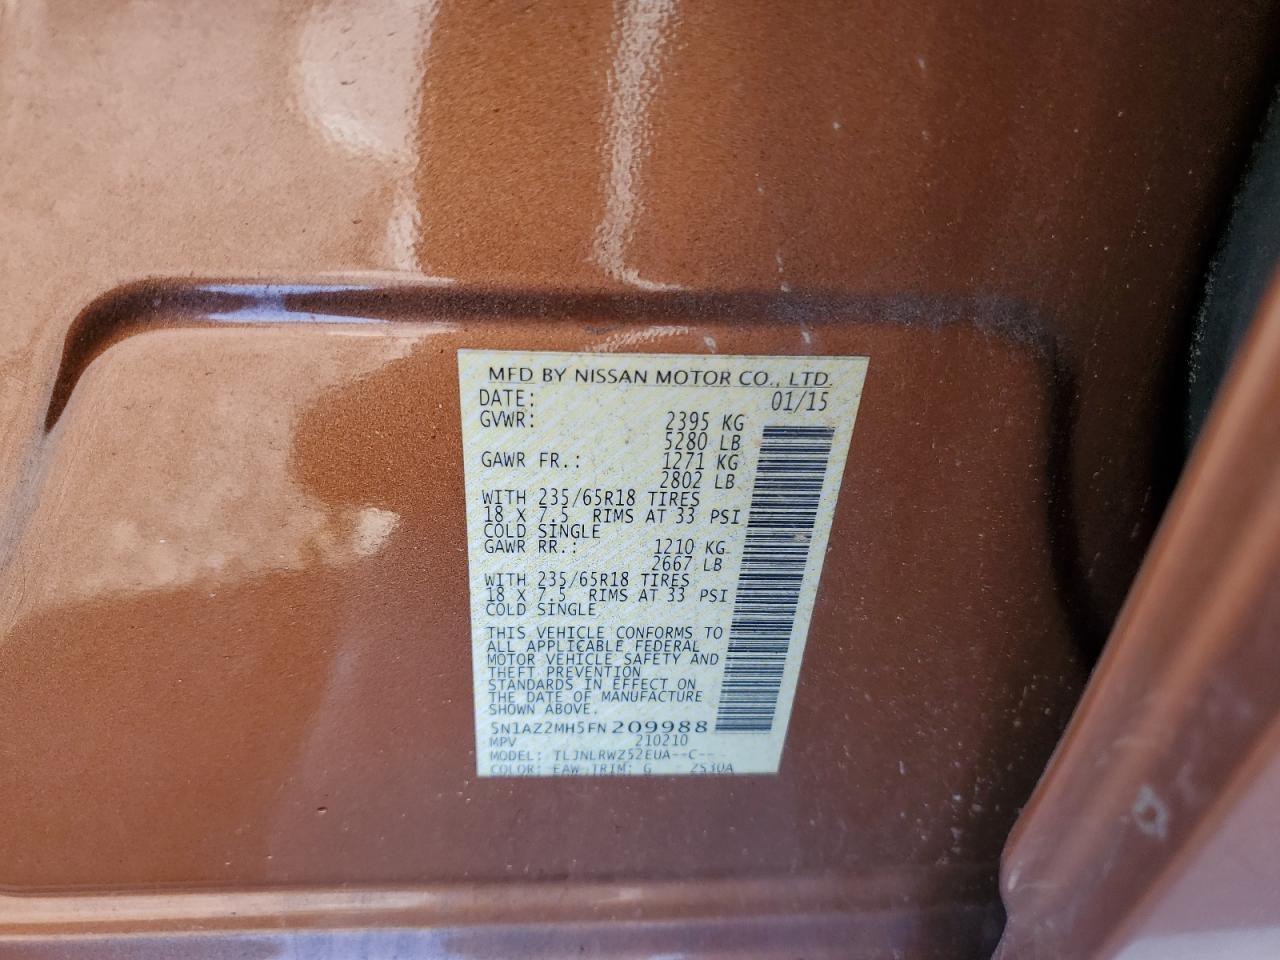 MFD BY NISSAN MOTOR CO., LTD.
DATE: 01/15
GVWR: 2395 KG
5280 LB
GAWR FR.: 1271 KG
2802 LB
WITH 235/65R18 TIRES
18 X 7.5 RIMS AT 33 PSI
COLD SINGLE
GAWR RR.: 1210 KG
2667 LB
WITH 235/65R18 TIRES
18 X 7.5 RIMS AT 33 PSI
COLD SINGLE
THIS VEHICLE CONFORMS TO
ALL APPLICABLE FEDERAL
MOTOR VEHICLE SAFETY AND
THEFT PREVENTION
STANDARDS IN EFFECT ON
THE DATE OF MANUFACTURE
SHOWN ABOVE.
5N1AZ2MH5FN209988
MPV 210210
MODEL: TLJNLRWZ52EUA--C--
COLOR: EAW TRIM: G 2530A